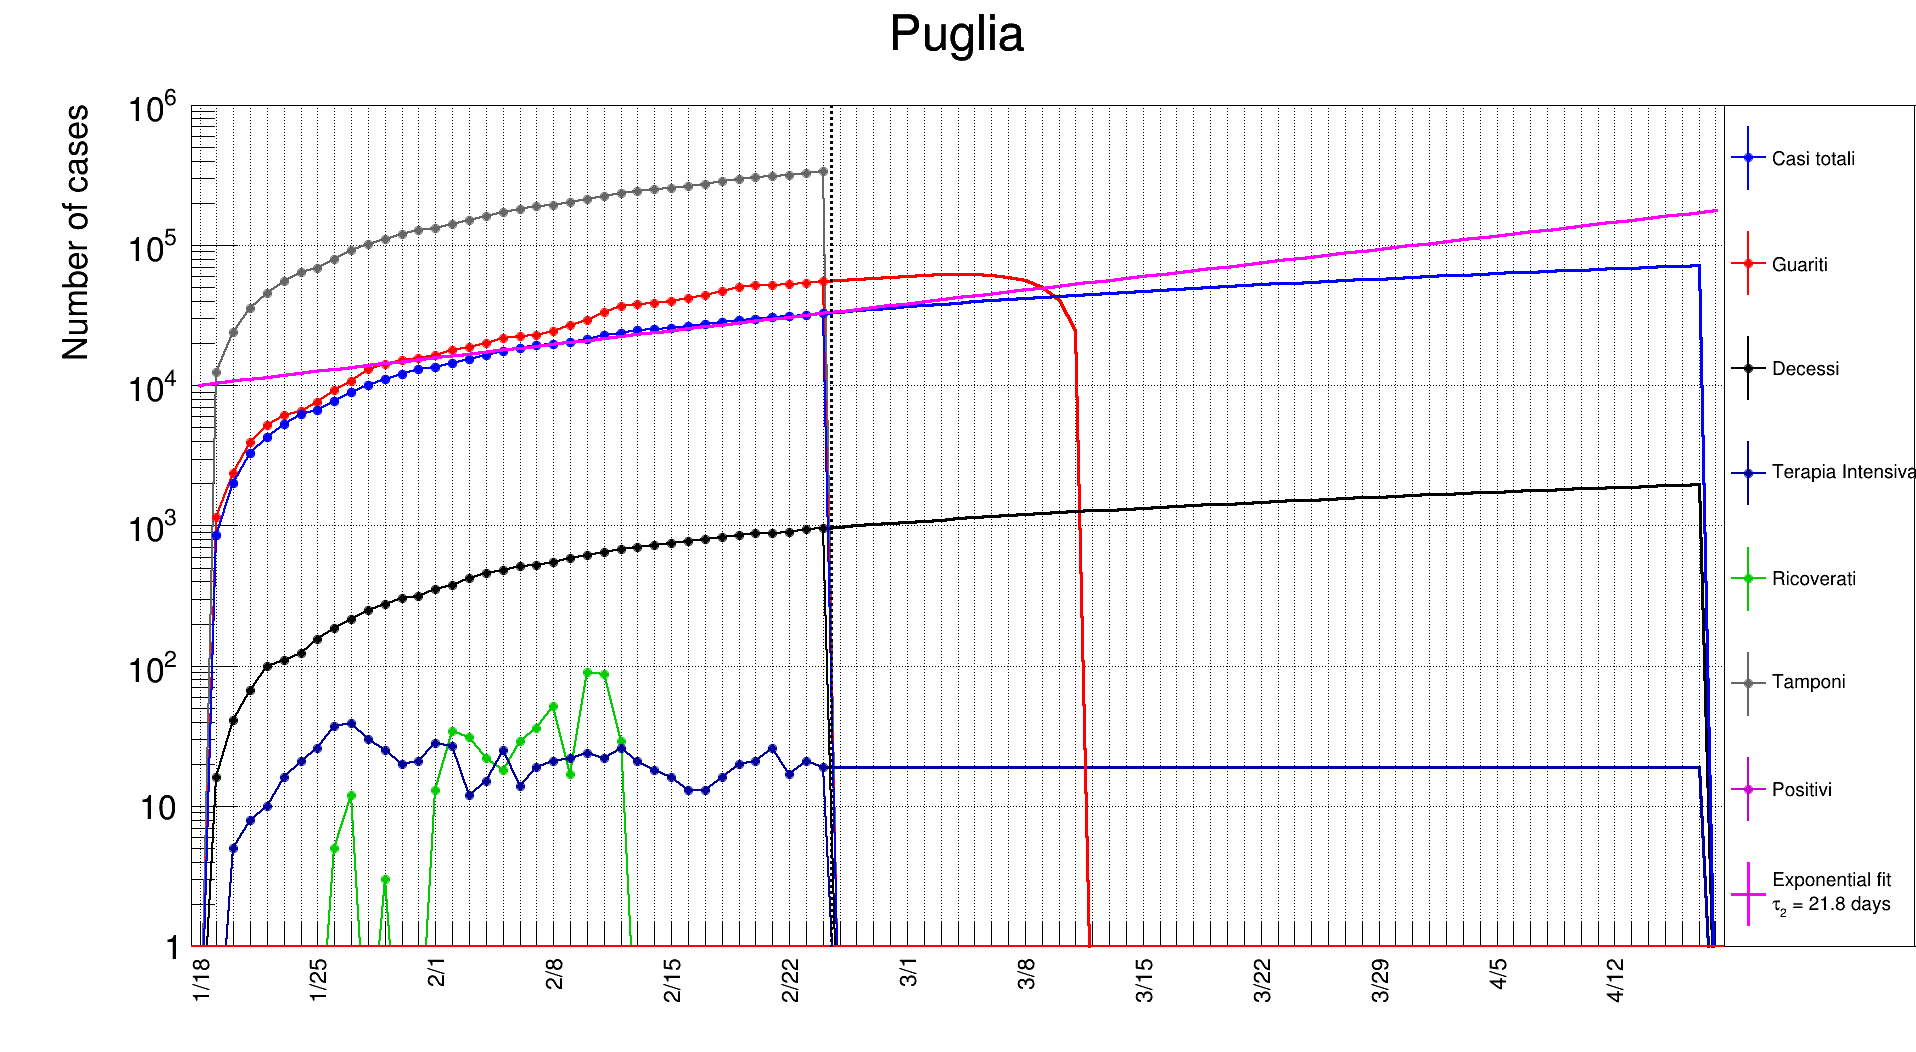 Puglia
Number of cases
10^6
10^5
10^4
10^3
10^2
10
1
1/18
1/25
2/1
2/8
2/15
2/22
3/1
3/8
3/15
3/22
3/29
4/5
4/12
Casi totali
Guariti
Decessi
Terapia Intensiva
Ricoverati
Tamponi
Positivi
Exponential fit
τ₂ = 21.8 days